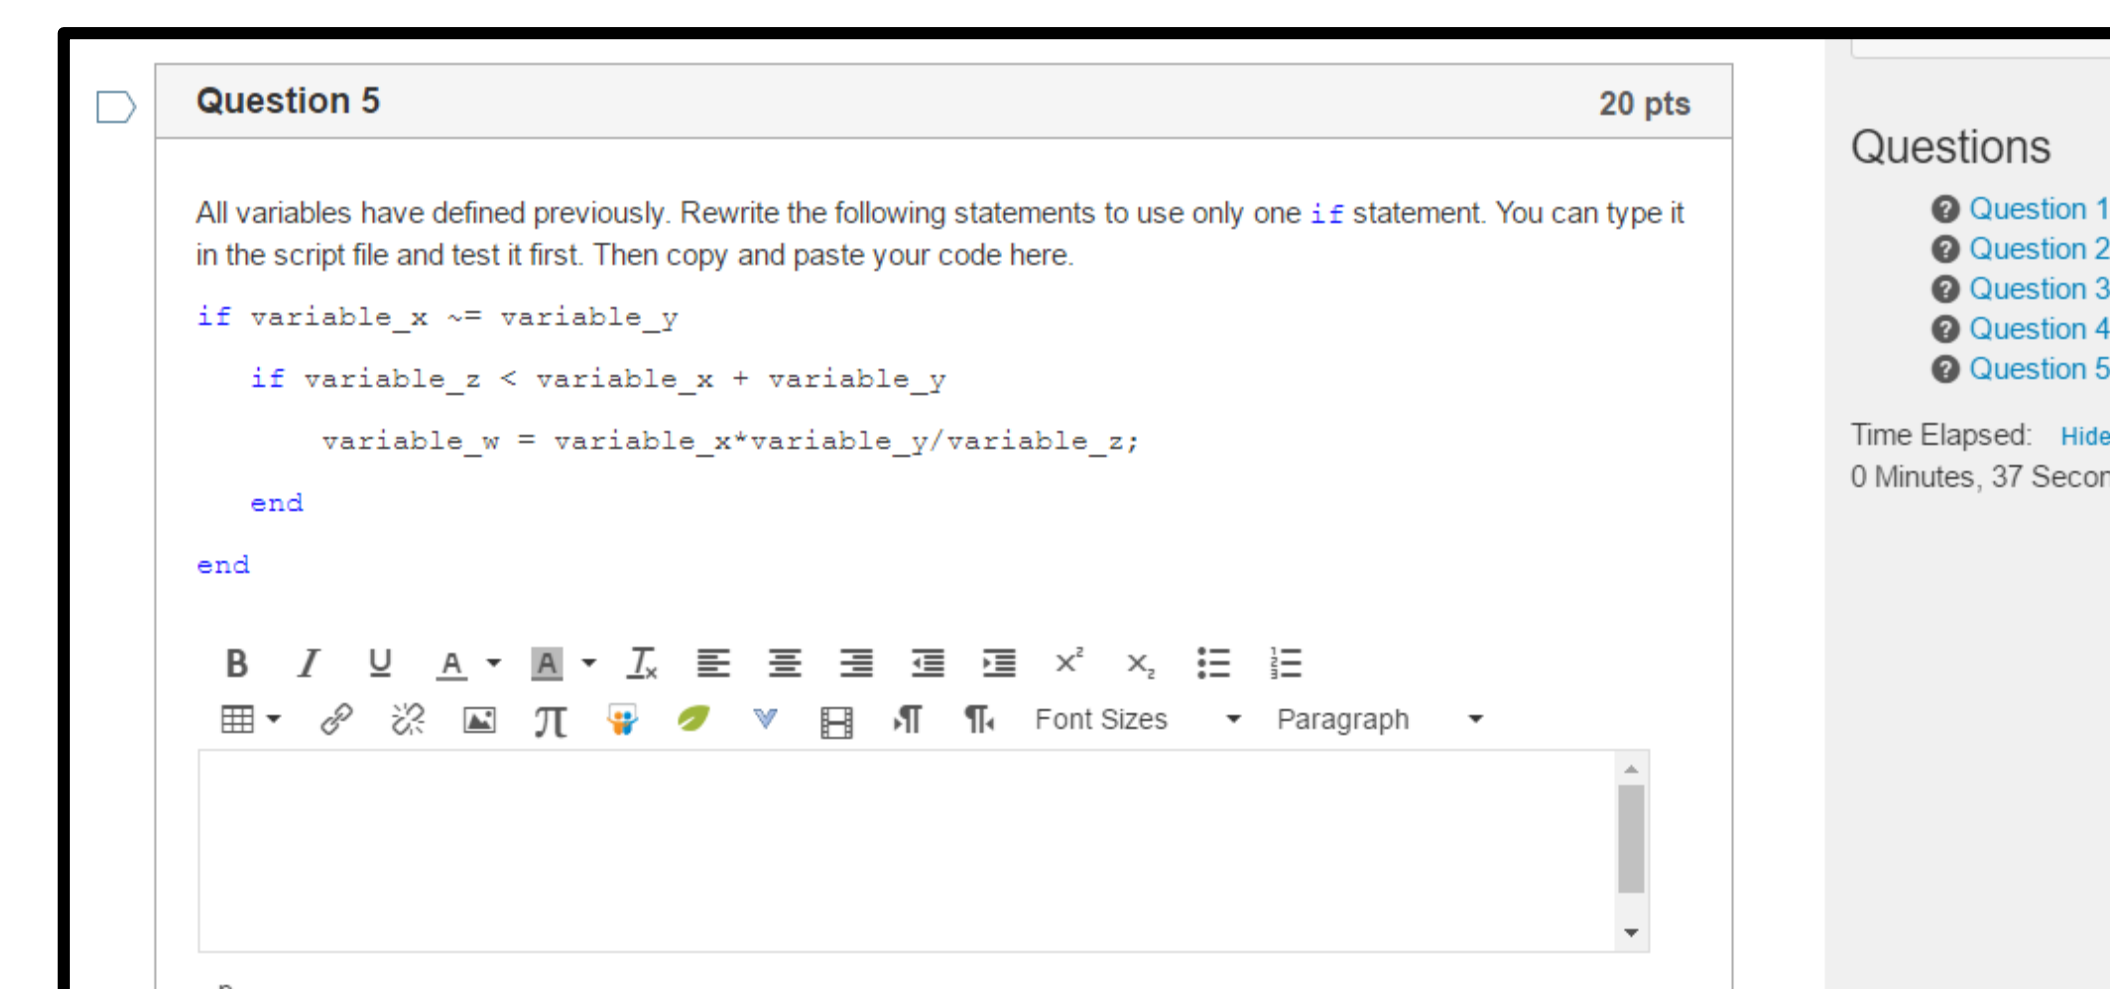 Question 5
20 pts
All variables have defined previously. Rewrite the following statements to use only one if statement. You can type it
in the script file and test it first. Then copy and paste your code here.
if variable_x ~= variable_y
if variable_z < variable_x + variable_y
variable_w = variable_x*variable_y/variable_z;
end
end
B I U A A
Font Sizes Paragraph
Questions
Question 1
Question 2
Question 3
Question 4
Question 5
Time Elapsed: Hide
0 Minutes, 37 Secon